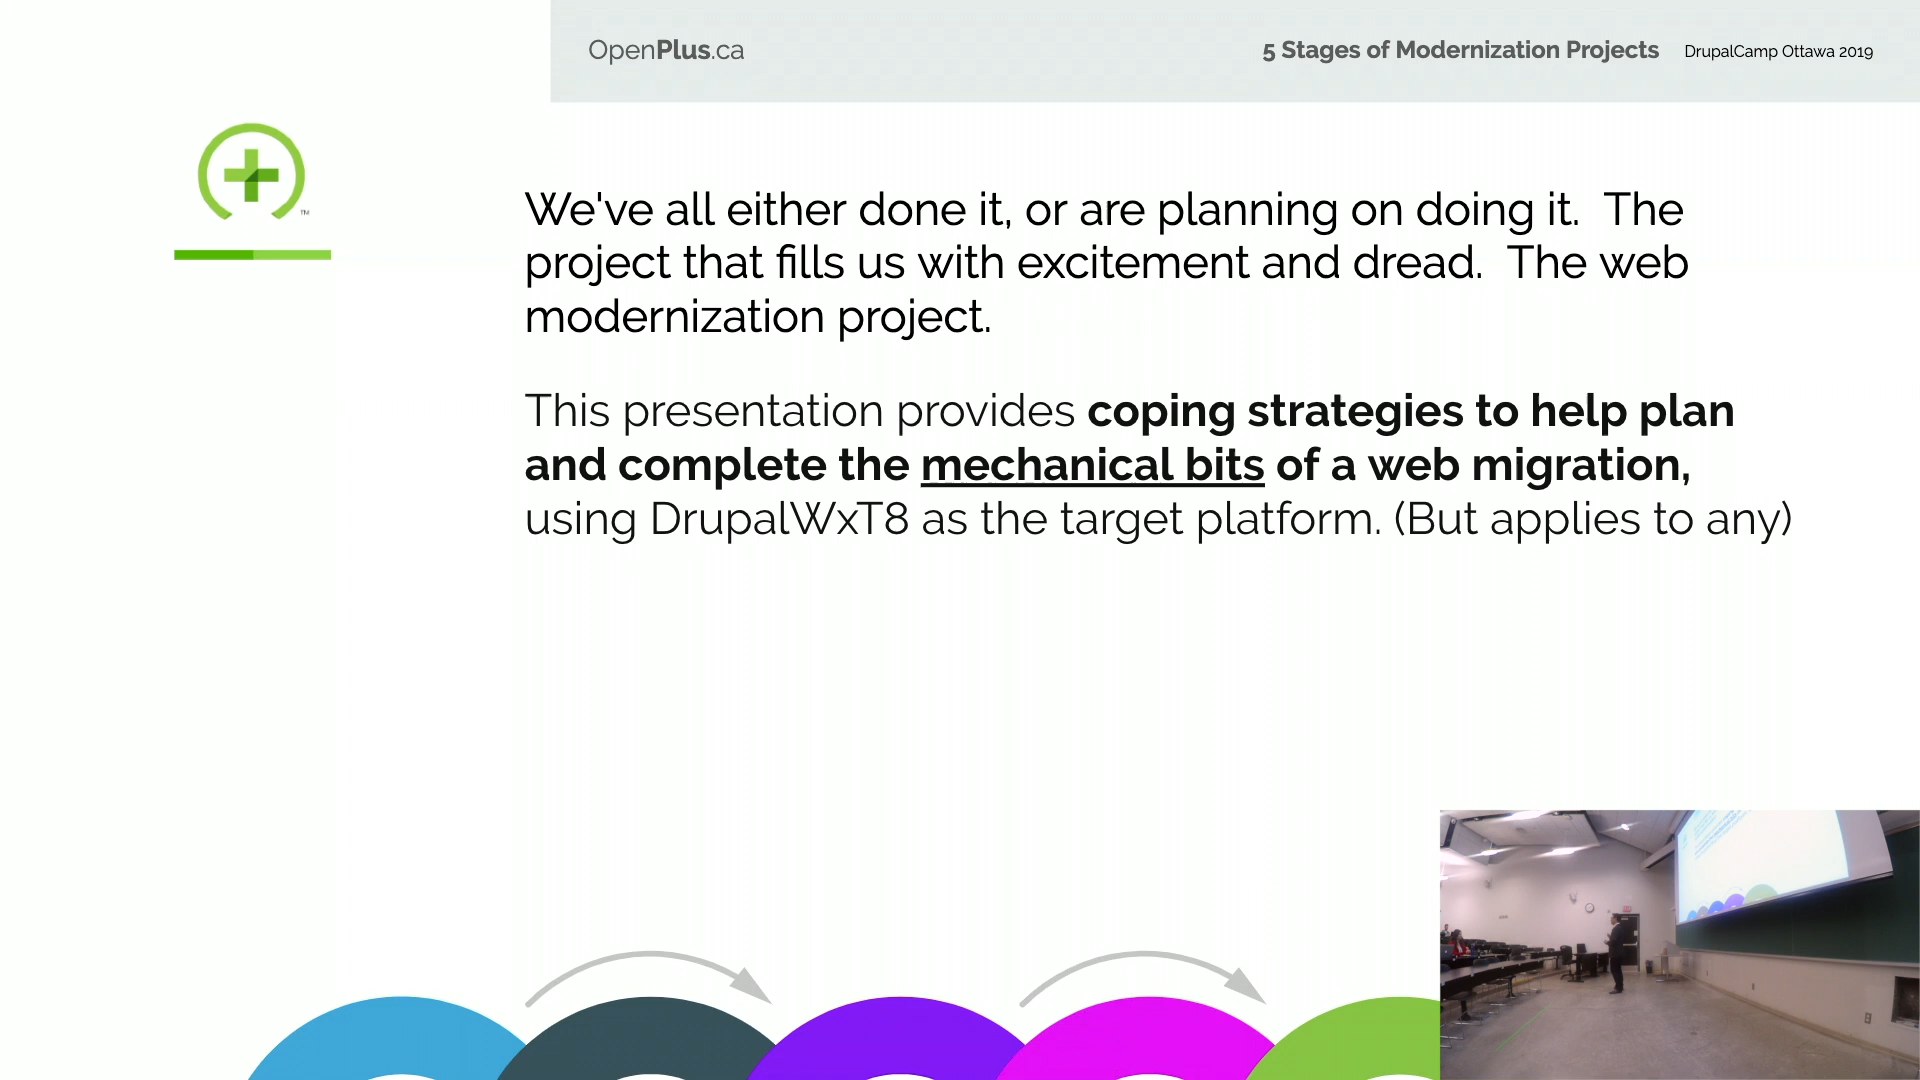 OpenPlus.ca
5 Stages of Modernization Projects DrupalCamp Ottawa 2019
TM
We've all either done it, or are planning on doing it. The
project that fills us with excitement and dread. The web
modernization project.
This presentation provides coping strategies to help plan
and complete the mechanical bits of a web migration,
using DrupalWxT8 as the target platform. (But applies to any)